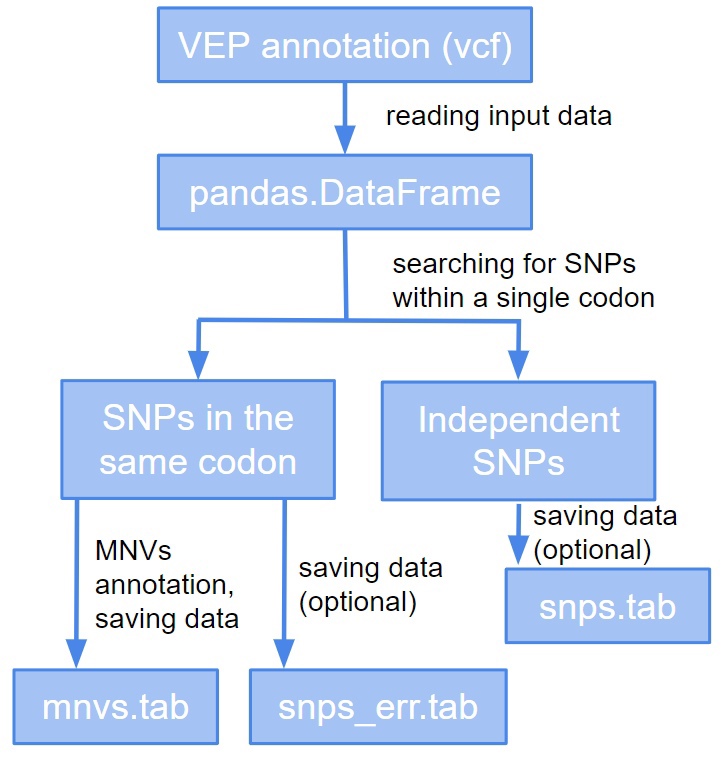 VEP annotation (vcf)
reading input data
pandas.DataFrame
searching for SNPs
within a single codon
SNPs in the
same codon
Independent
SNPs
MNVs
annotation,
saving data
saving data
(optional)
saving data
(optional)
snps.tab
mnvs.tab
snps_err.tab